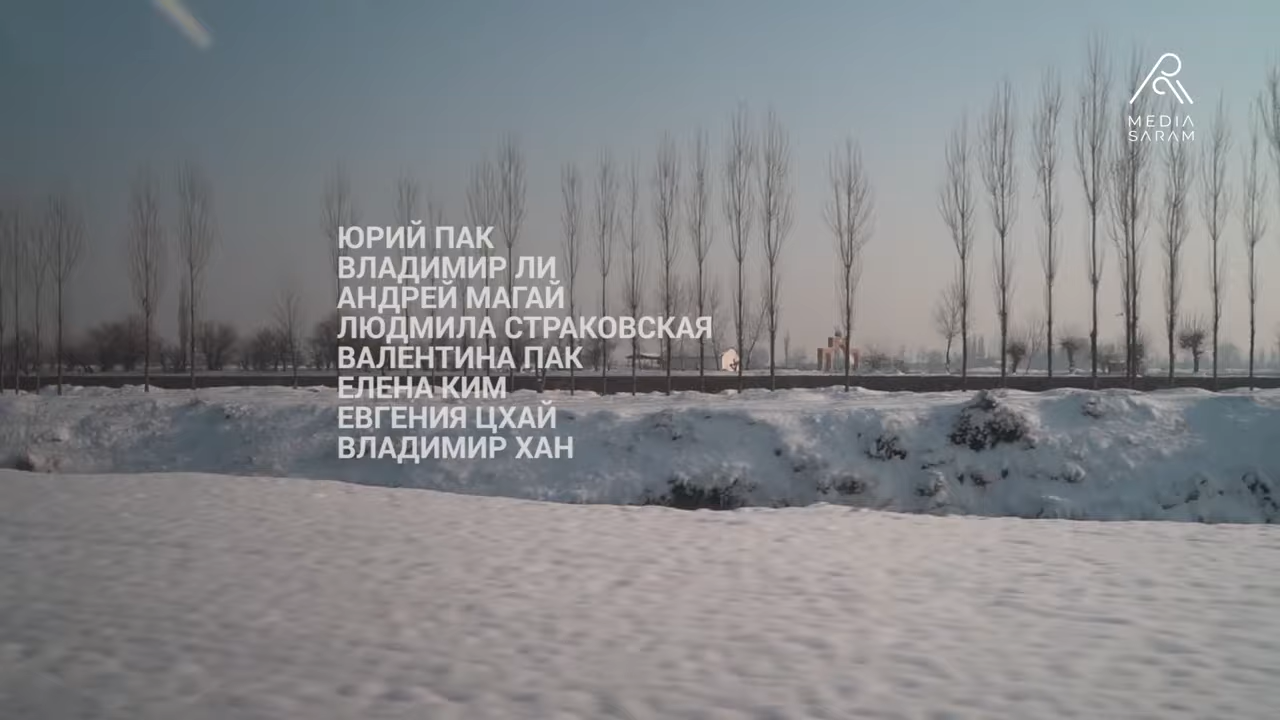 MEDIA
SARAM
ЮРИЙ ПАК
ВЛАДИМИР ЛИ
АНДРЕЙ МАГАЙ
ЛЮДМИЛА СТРАКОВСКАЯ
ВАЛЕНТИНА ПАК
ЕЛЕНА КИМ
ЕВГЕНИЯ ЦХАЙ
ВЛАДИМИР ХАН